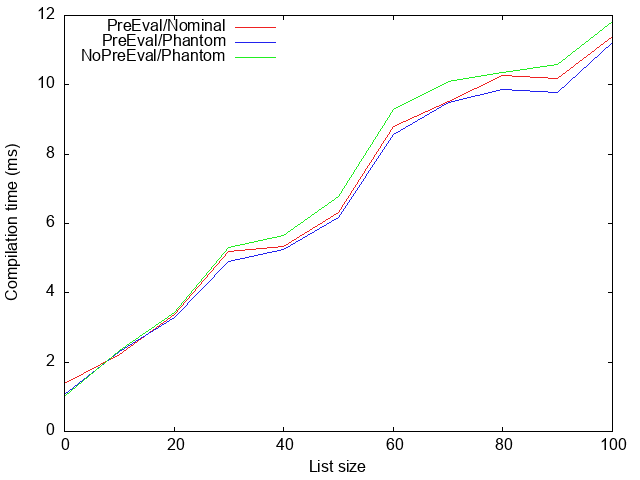 PreEval/Nominal
PreEval/Phantom
NoPreEval/Phantom
Compilation time (ms)
12
10
8
6
4
2
0
0 20 40 60 80 100
List size